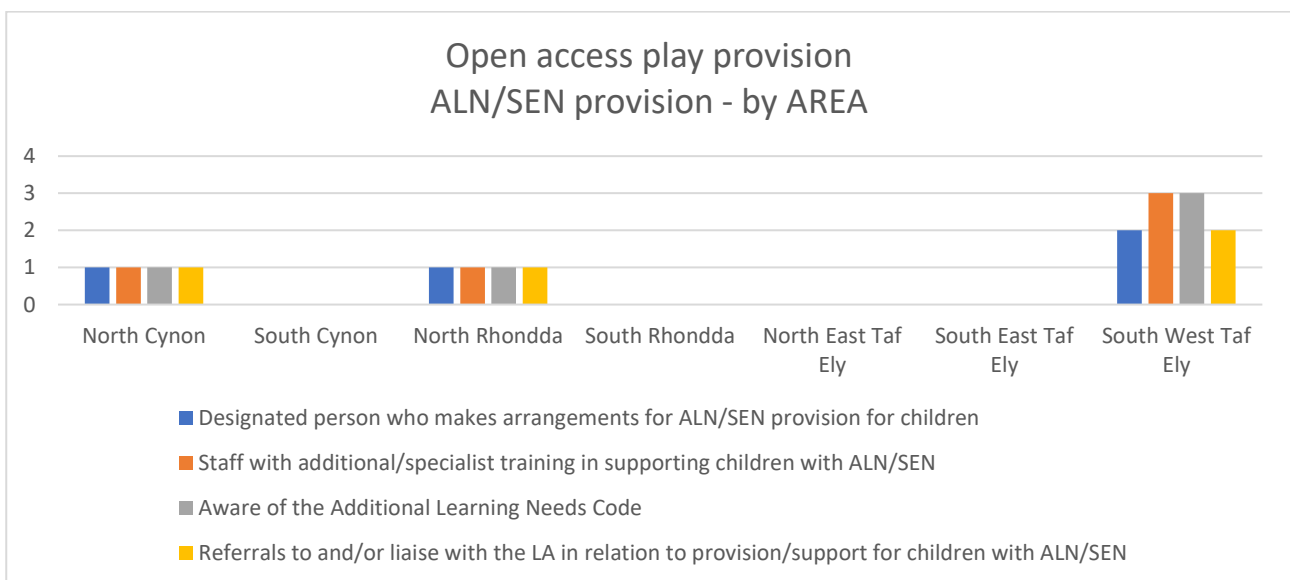 Open access play provision
ALN/SEN provision - by AREA
4
3
2
1
0
North Cynon
South Cynon
North Rhondda
South Rhondda
North East Taf
Ely
South East Taf
Ely
South West Taf
Ely
Designated person who makes arrangements for ALN/SEN provision for children
Staff with additional/specialist training in supporting children with ALN/SEN
Aware of the Additional Learning Needs Code
Referrals to and/or liaise with the LA in relation to provision/support for children with ALN/SEN